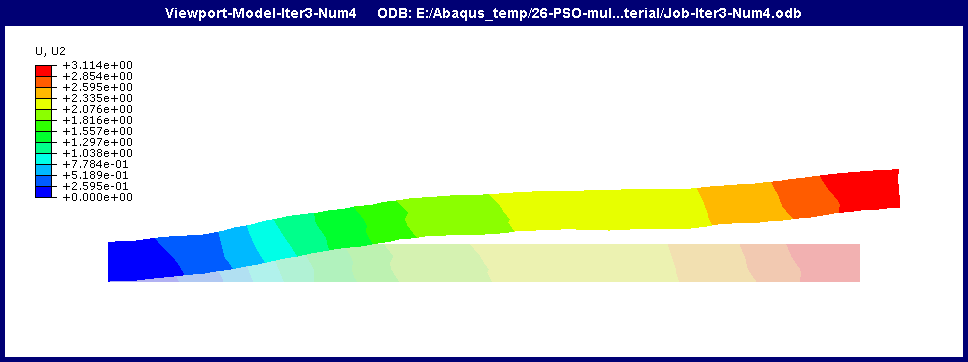 Viewport-Model-Iter3-Num4 ODB: E:/Abaqus_temp/26-PSO-mul...terial/Job-Iter3-Num4.odb
U, U2
+3.114e+00
+2.854e+00
+2.595e+00
+2.335e+00
+2.076e+00
+1.816e+00
+1.557e+00
+1.297e+00
+1.038e+00
+7.784e-01
+5.189e-01
+2.595e-01
+0.000e+00